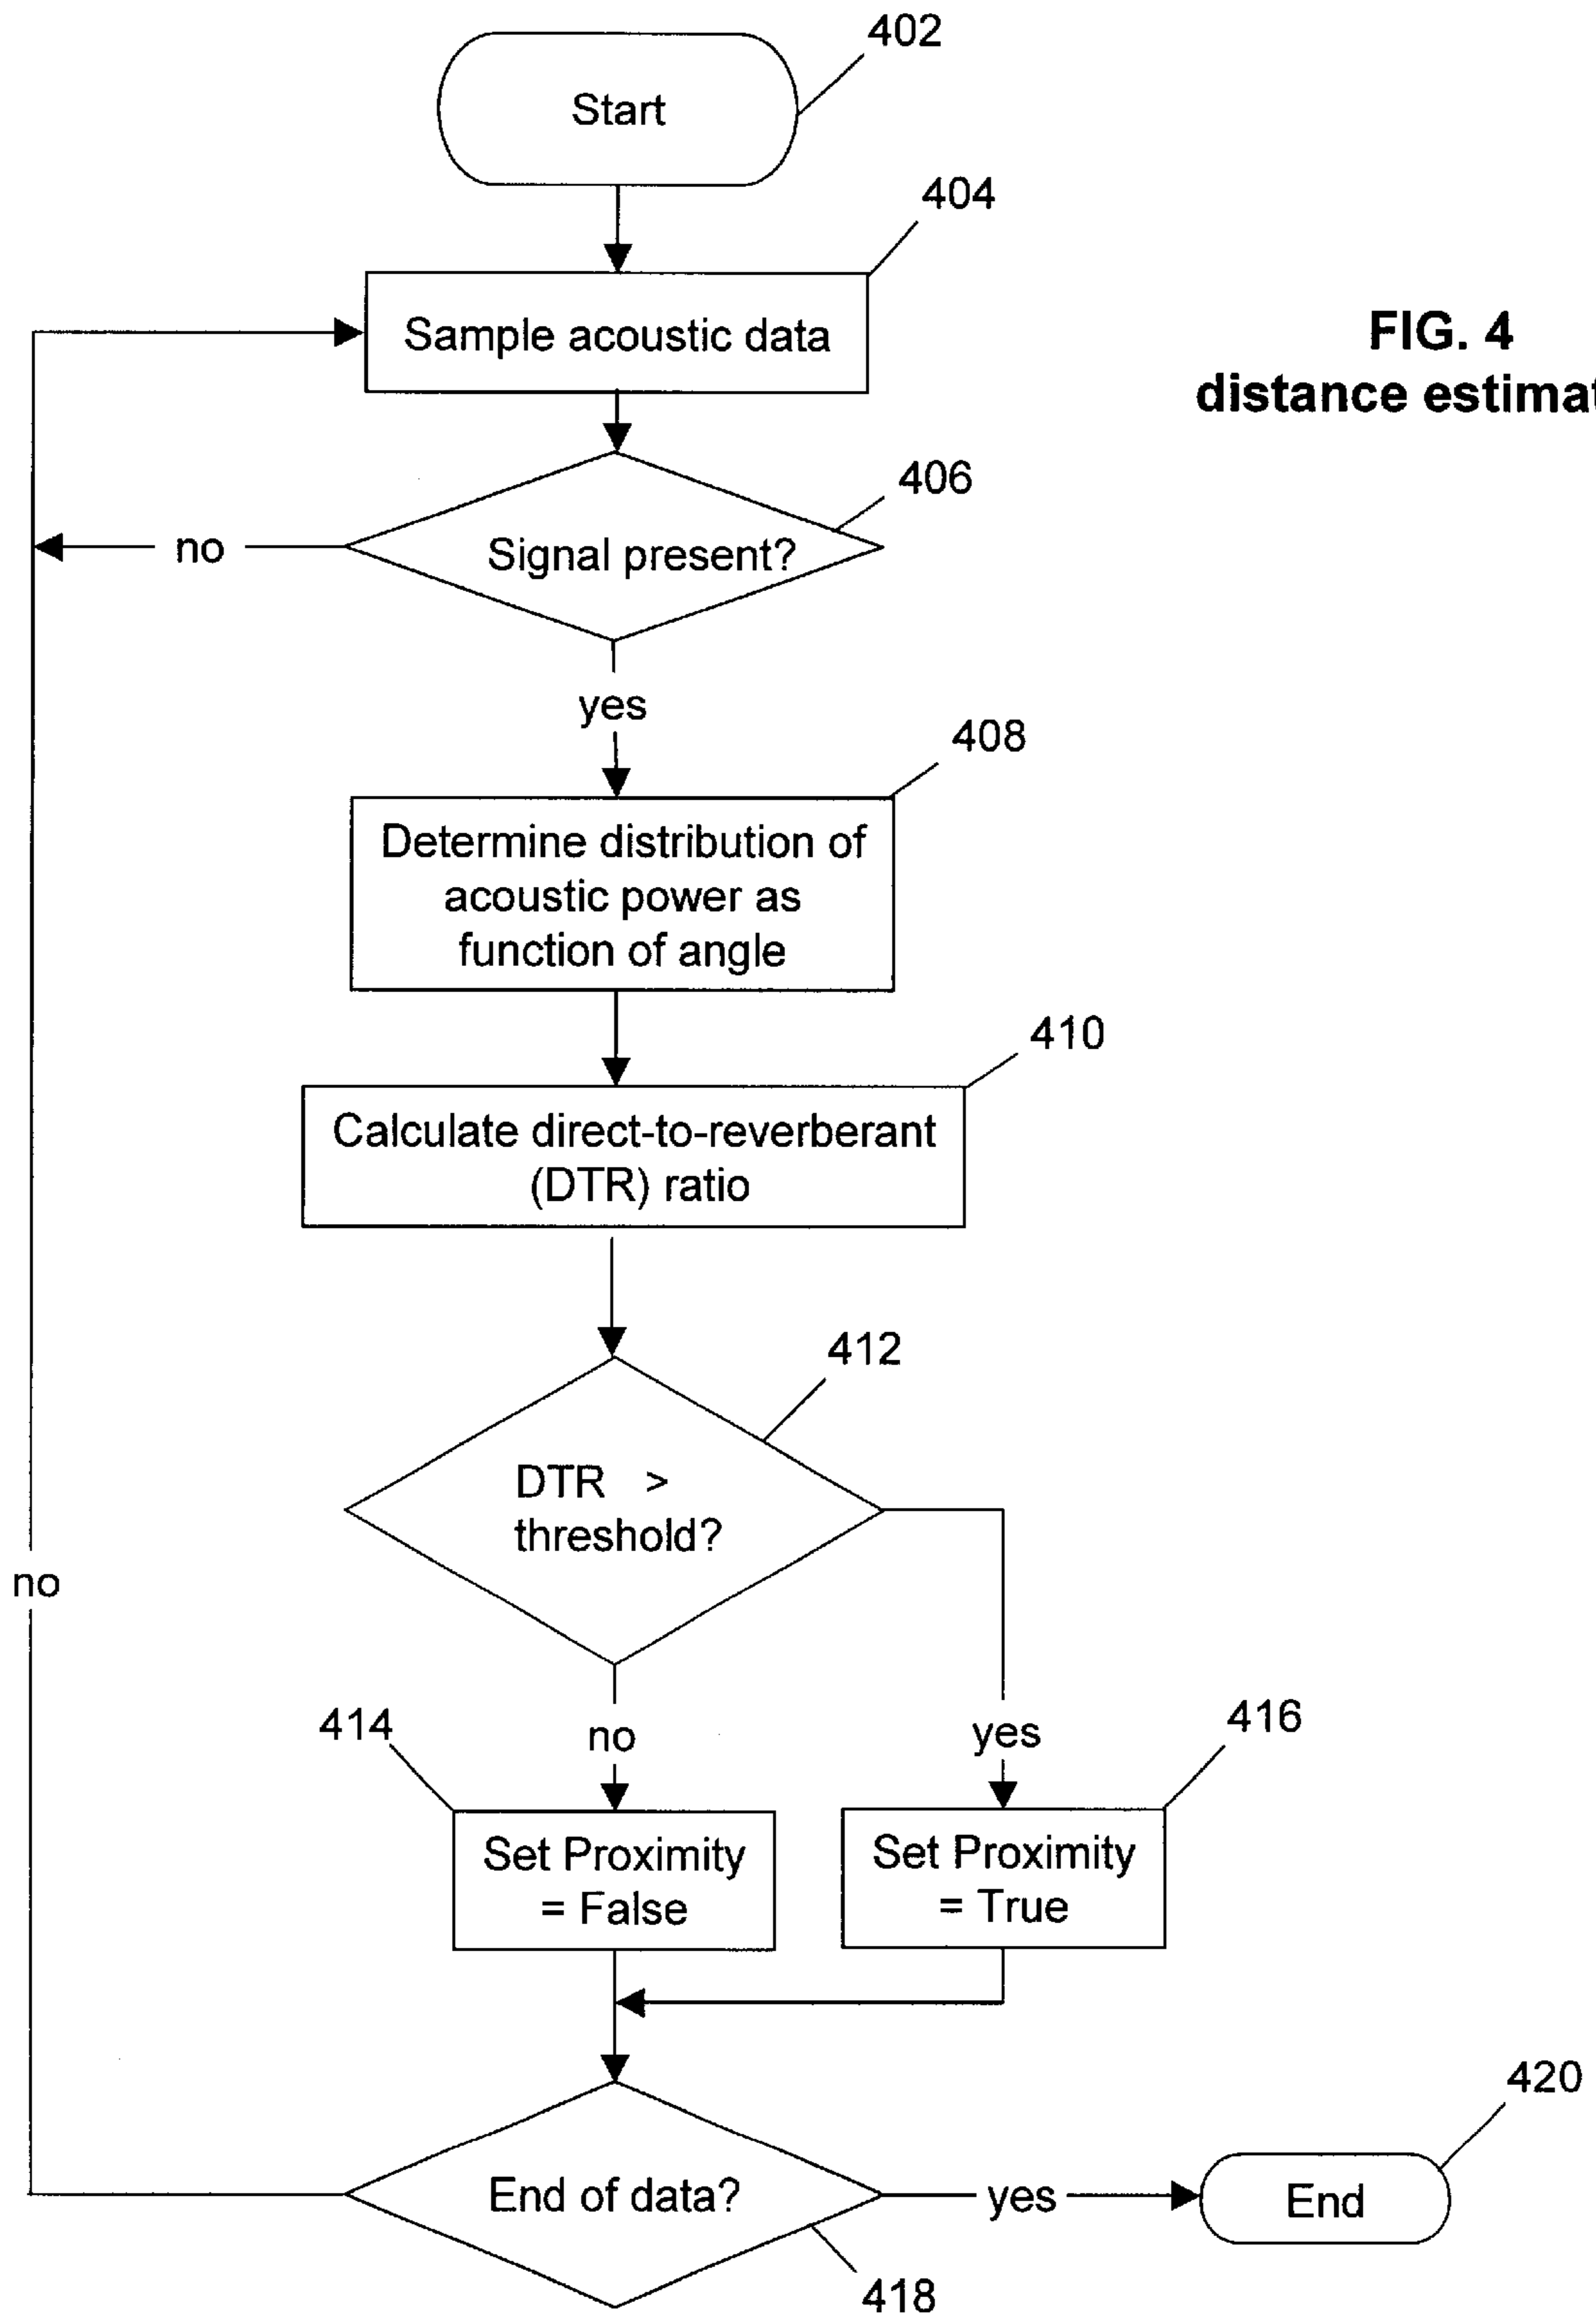 402
Start
404
Sample acoustic data
FIG. 4
406
no
Signal present?
yes
408
Determine distribution of
acoustic power as
function of angle
410
Calculate direct-to-reverberant
(DTR) ratio
412
DTR >
threshold?
no
414
no
yes
416
Set Proximity
= False
Set Proximity
= True
420
End of data?
yes
End
418
distance